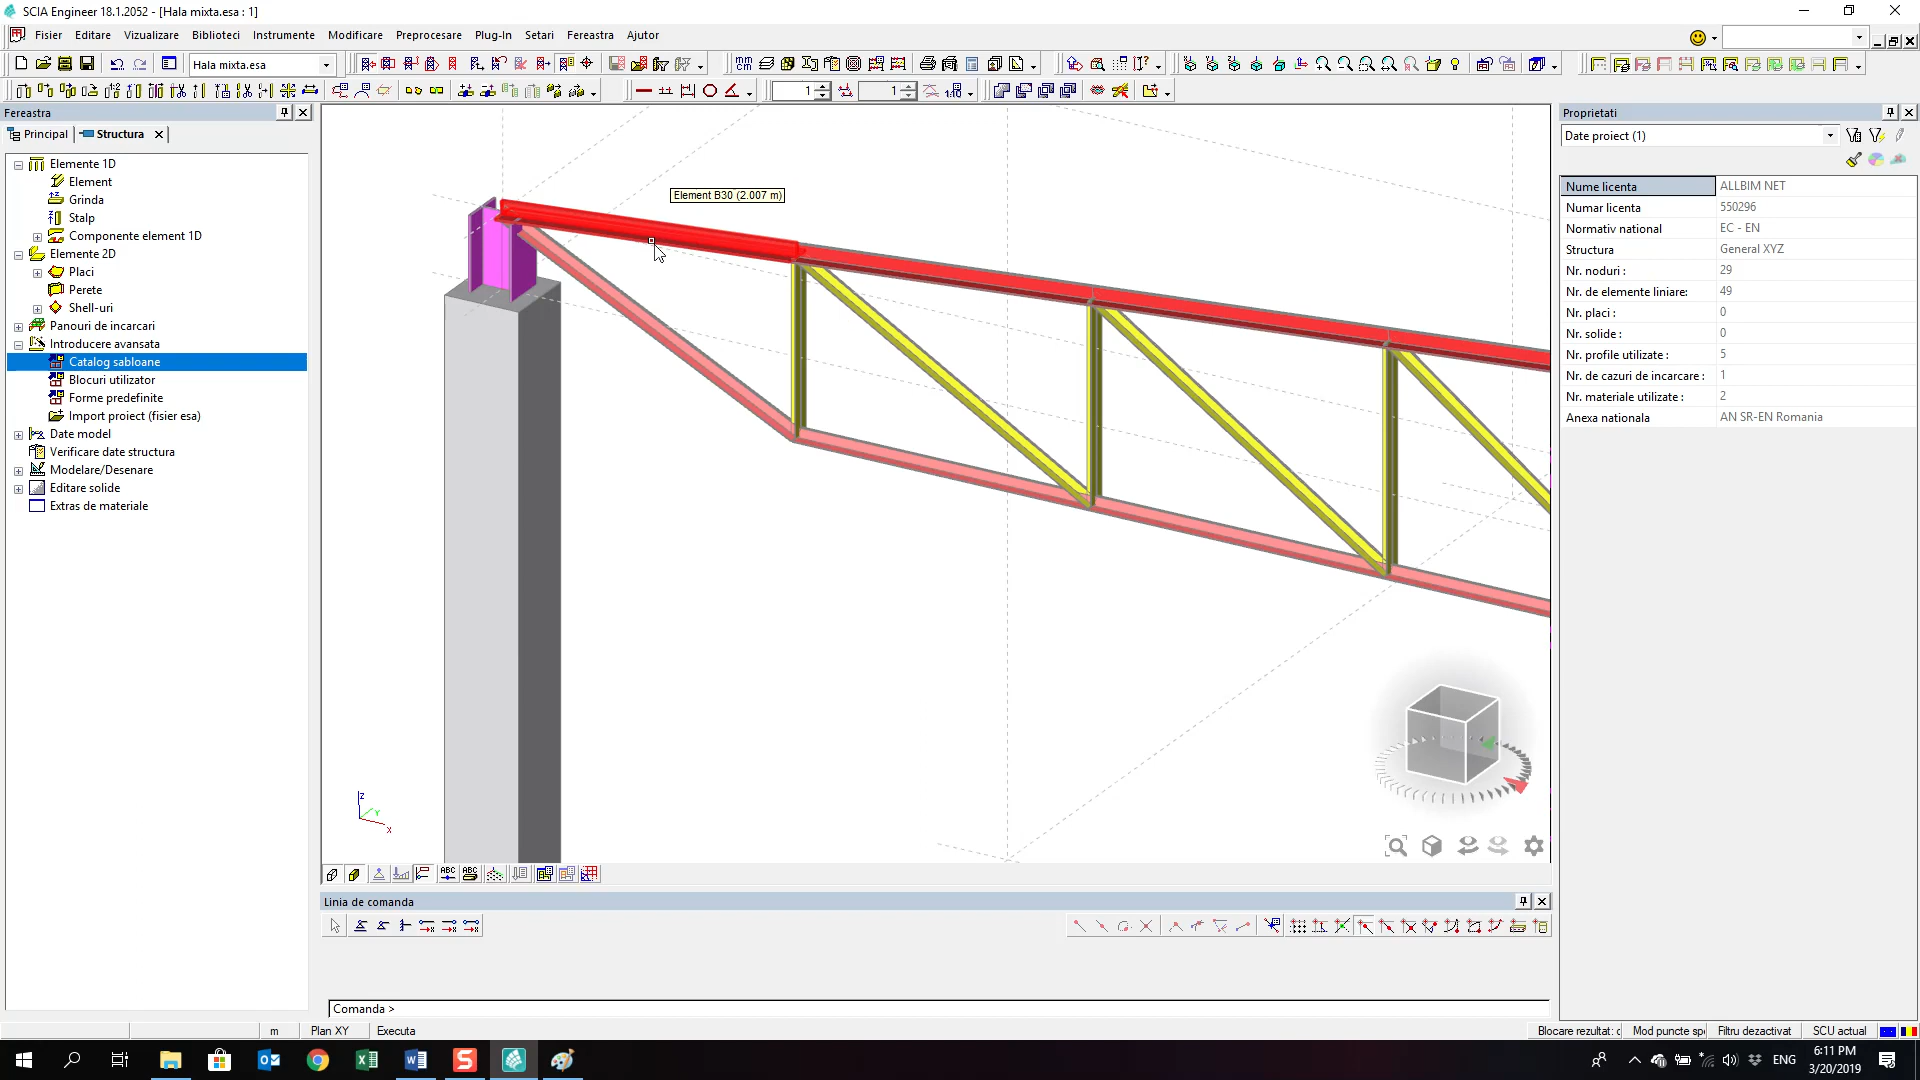 SCIA Engineer 18.1.2052 - [Hala mixta.esa : 1]
Fisier Editare Vizualizare Biblioteci Instrumente Modificare Preprocesare Plug-In Setari Fereastra Ajutor
Hala mixta.esa
1 1
Fereastra
Principal Structura
Elemente 1D
Element
Grinda
Stalp
Componente element 1D
Elemente 2D
Placi
Perete
Shell-uri
Panouri de incarcari
Introducere avansata
Catalog sabloane
Blocuri utilizator
Forme predefinite
Import proiect (fisier esa)
Date model
Verificare date structura
Modelare/Desenare
Editare solide
Extras de materiale
Element B30 (2.007 m)
Z
Y
X
Linia de comanda
Comanda >
Proprietati
Date proiect (1)
Nume licenta ALLBIM NET
Numar licenta 550296
Normativ national EC - EN
Structura General XYZ
Nr. noduri : 29
Nr. de elemente liniare: 49
Nr. placi : 0
Nr. solide : 0
Nr. profile utilizate : 5
Nr. de cazuri de incarcare : 1
Nr. materiale utilizate : 2
Anexa nationala AN SR-EN Romania
m Plan XY Executa Blocare rezultat: Mod puncte Filtru dezactivat SCU actual
ENG
6:11 PM
3/20/2019